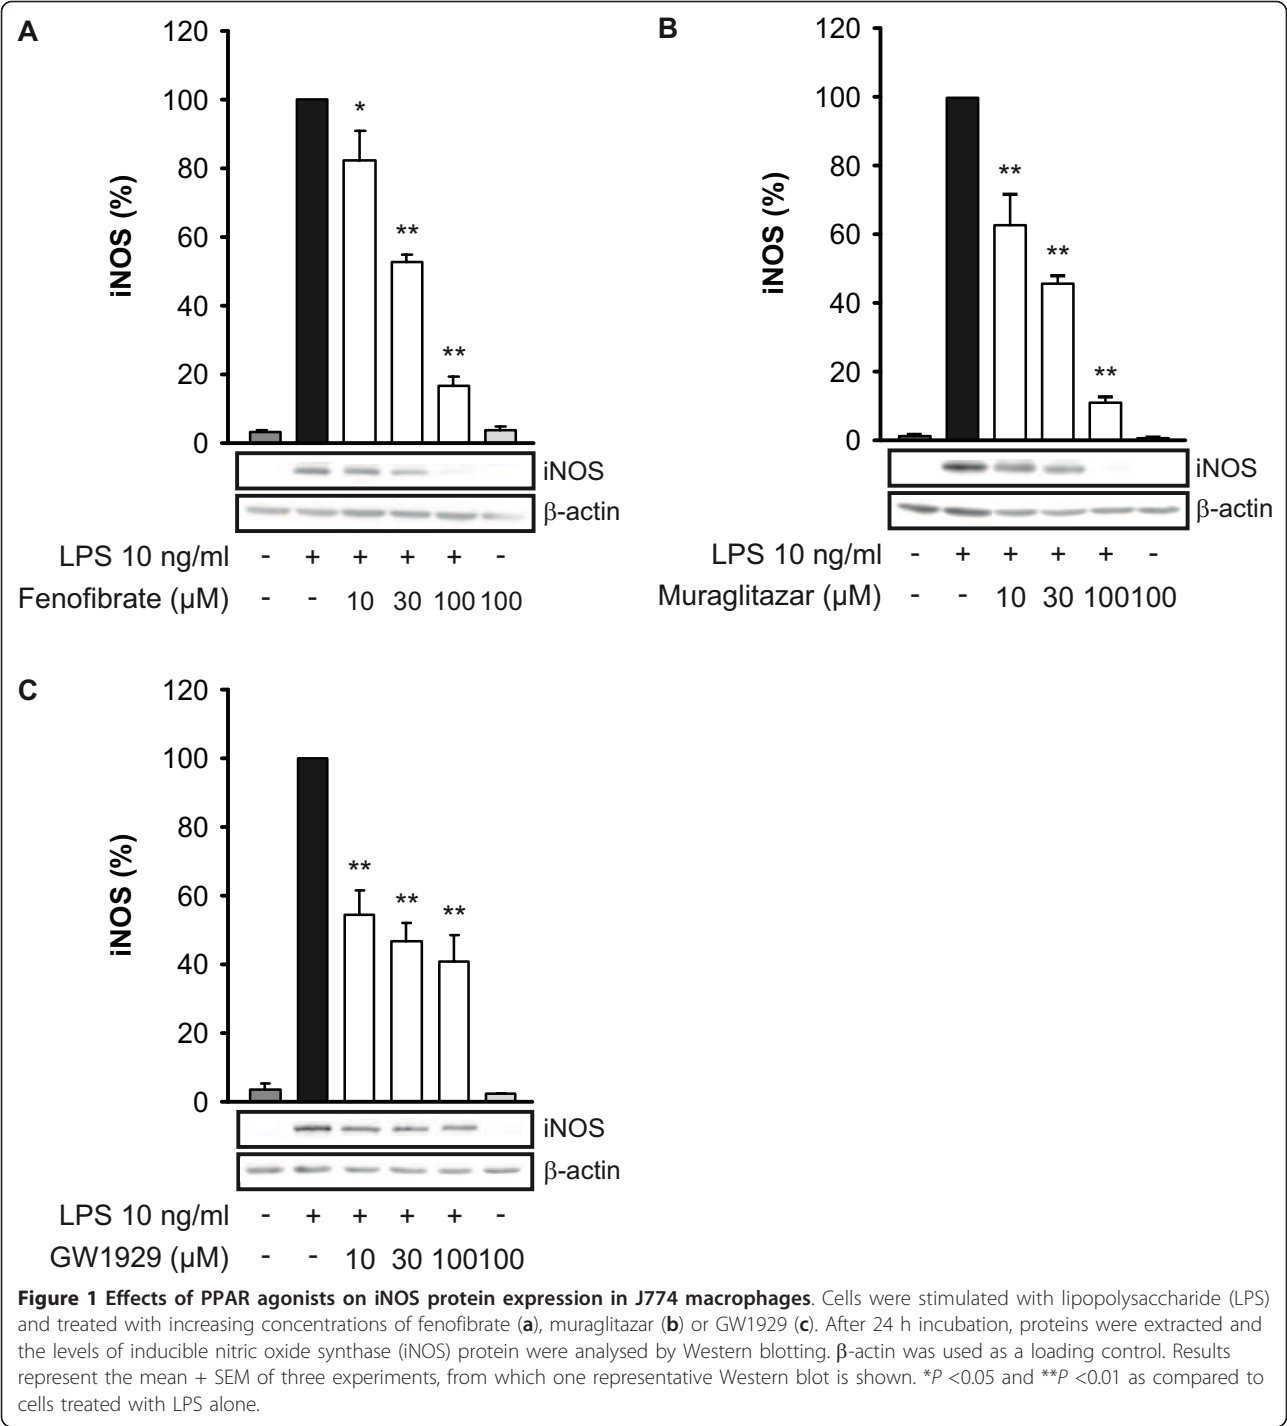 A
120
100
80
60
40
20
0
iNOS (%)
*
**
**
iNOS
β-actin
LPS 10 ng/ml - + + + + -
Fenofibrate (µM) - - 10 30 100 100
B
120
100
80
60
40
20
0
iNOS (%)
**
**
**
iNOS
β-actin
LPS 10 ng/ml - + + + + -
Muraglitazar (µM) - - 10 30 100 100
C
120
100
80
60
40
20
0
iNOS (%)
**
**
**
iNOS
β-actin
LPS 10 ng/ml - + + + + -
GW1929 (µM) - - 10 30 100 100
Figure 1 Effects of PPAR agonists on iNOS protein expression in J774 macrophages. Cells were stimulated with lipopolysaccharide (LPS)
and treated with increasing concentrations of fenofibrate (a), muraglitazar (b) or GW1929 (c). After 24 h incubation, proteins were extracted and
the levels of inducible nitric oxide synthase (iNOS) protein were analysed by Western blotting. β-actin was used as a loading control. Results
represent the mean + SEM of three experiments, from which one representative Western blot is shown. *P <0.05 and **P <0.01 as compared to
cells treated with LPS alone.